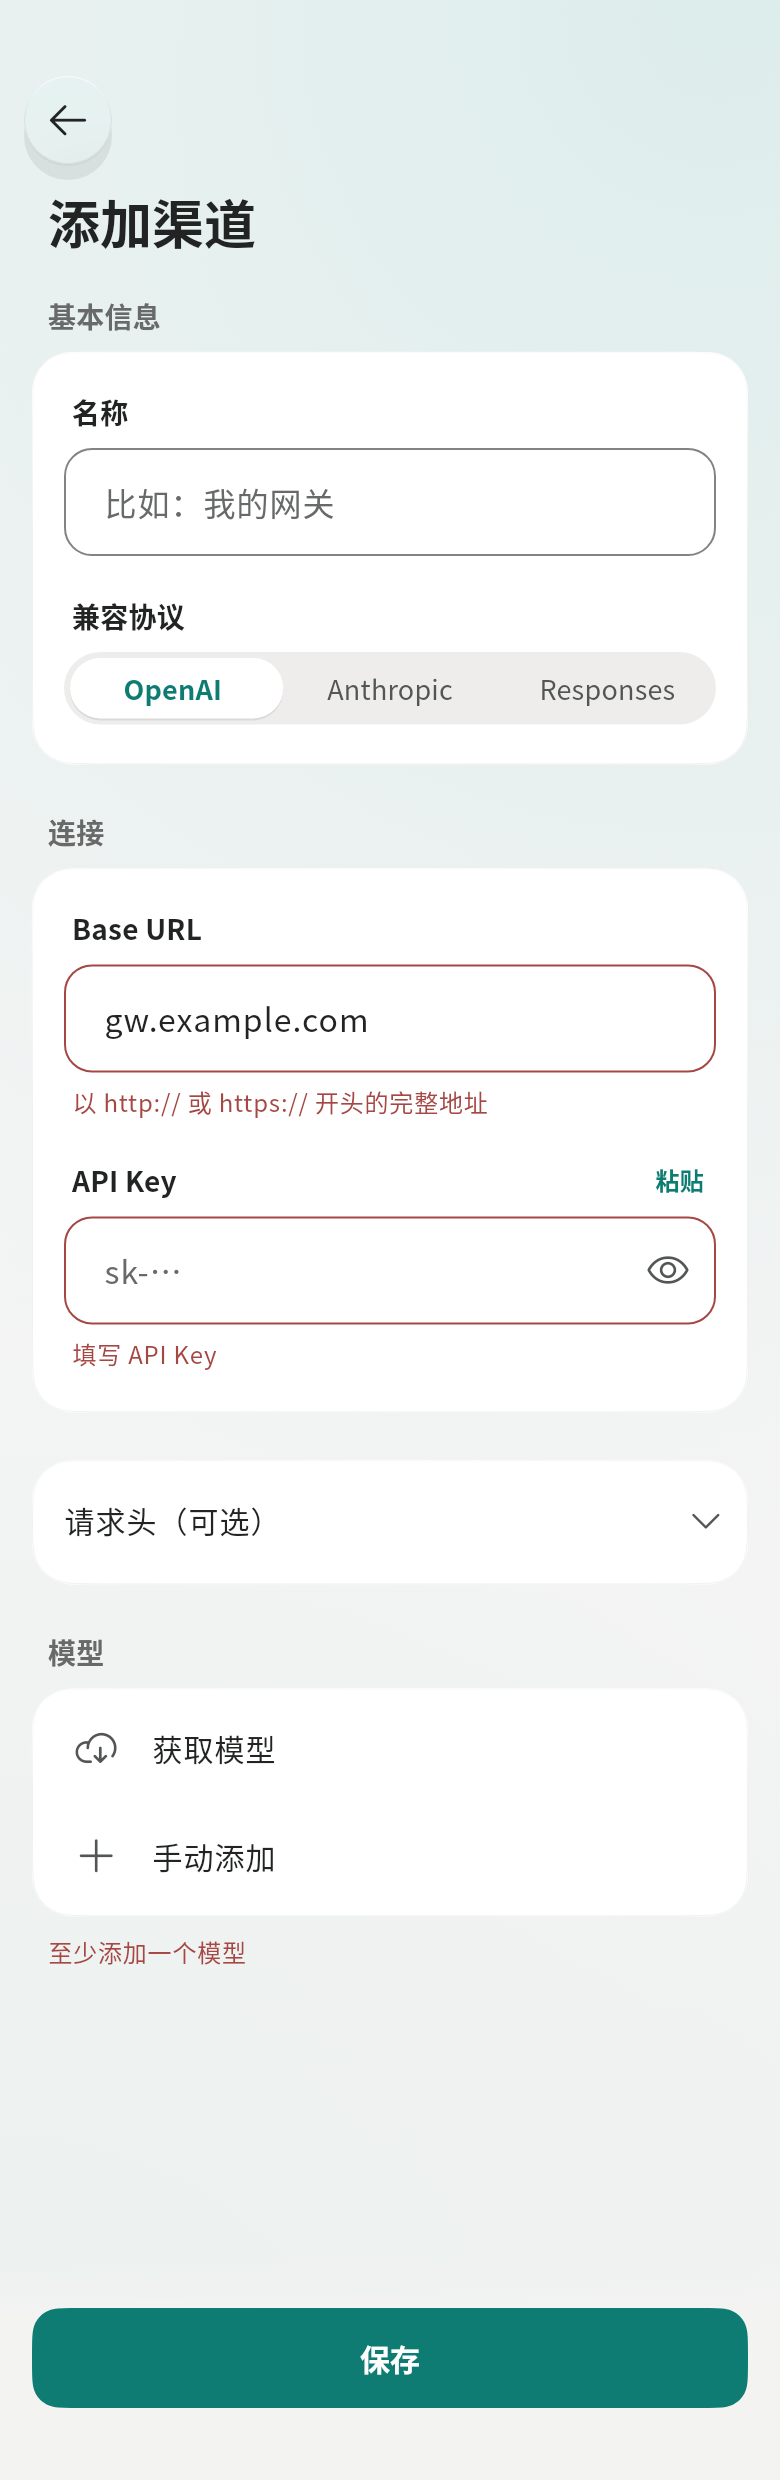 添加渠道
基本信息
名称
比如：我的网关
兼容协议
OpenAI Anthropic Responses
连接
Base URL
gw.example.com
以 http:// 或 https:// 开头的完整地址
API Key 粘贴
sk-…
填写 API Key
请求头（可选）
模型
获取模型
手动添加
至少添加一个模型
保存